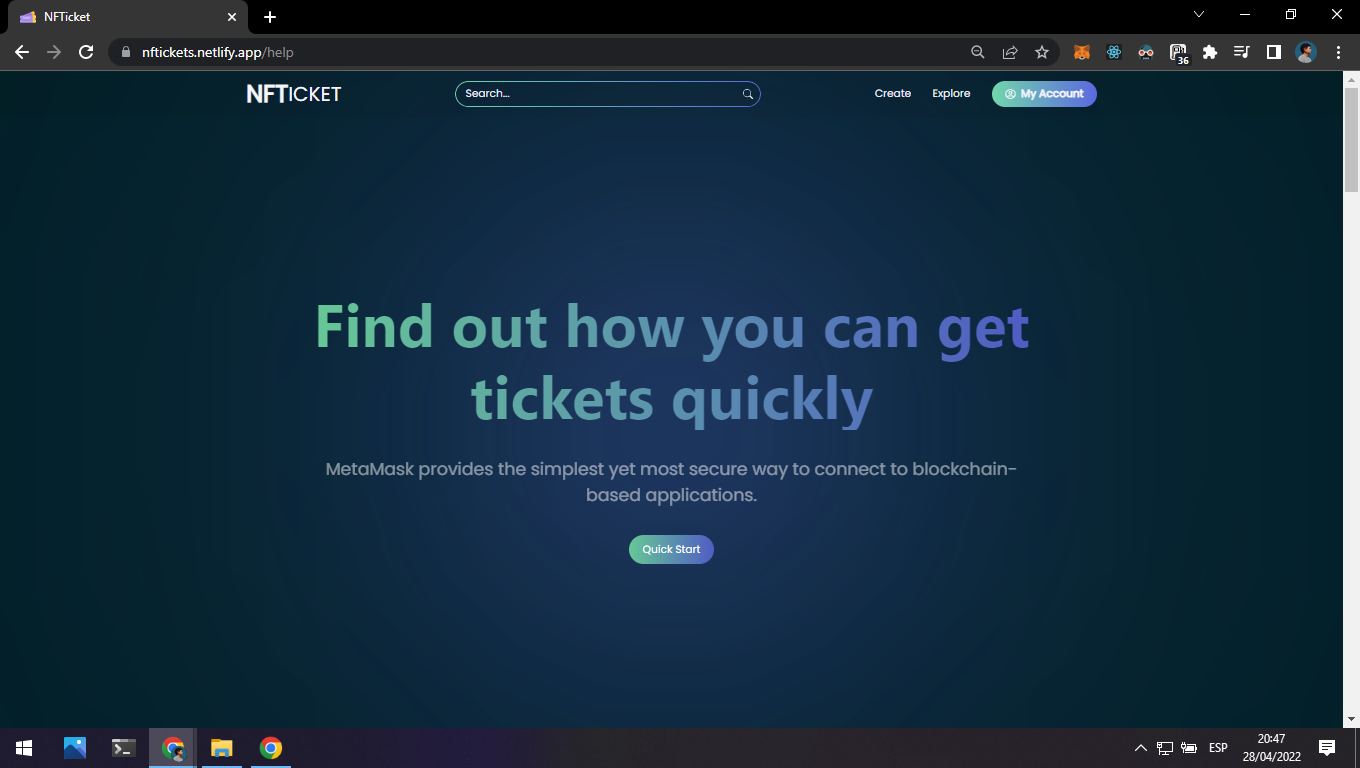 NFTicket
nftickets.netlify.app/help
36
NFTICKET
Search...
Create
Explore
My Account
Find out how you can get
tickets quickly
MetaMask provides the simplest yet most secure way to connect to blockchain-
based applications.
Quick Start
ESP
20:47
28/04/2022